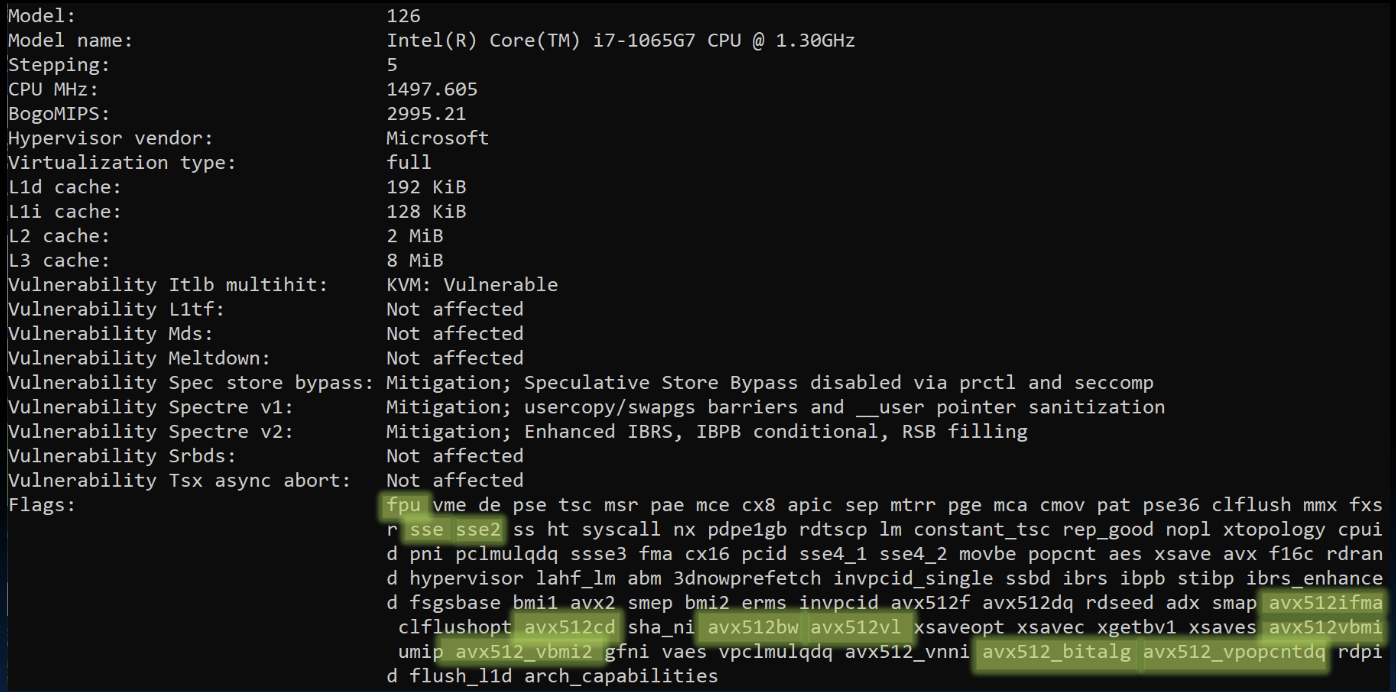 Model: 126
Model name: Intel(R) Core(TM) i7-1065G7 CPU @ 1.30GHz
Stepping: 5
CPU MHz: 1497.605
BogoMIPS: 2995.21
Hypervisor vendor: Microsoft
Virtualization type: full
L1d cache: 192 KiB
L1i cache: 128 KiB
L2 cache: 2 MiB
L3 cache: 8 MiB
Vulnerability Itlb multihit: KVM: Vulnerable
Vulnerability L1tf: Not affected
Vulnerability Mds: Not affected
Vulnerability Meltdown: Not affected
Vulnerability Spec store bypass: Mitigation; Speculative Store Bypass disabled via prctl and seccomp
Vulnerability Spectre v1: Mitigation; usercopy/swapgs barriers and __user pointer sanitization
Vulnerability Spectre v2: Mitigation; Enhanced IBRS, IBPB conditional, RSB filling
Vulnerability Srbds: Not affected
Vulnerability Tsx async abort: Not affected
Flags: fpu vme de pse tsc msr pae mce cx8 apic sep mtrr pge mca cmov pat pse36 clflush mmx fxs
r sse sse2 ss ht syscall nx pdpe1gb rdtscp lm constant_tsc rep_good nopl xtopology cpui
d pni pclmulqdq ssse3 fma cx16 pcid sse4_1 sse4_2 movbe popcnt aes xsave avx f16c rdran
d hypervisor lahf_lm abm 3dnowprefetch invpcid_single ssbd ibrs ibpb stibp ibrs_enhance
d fsgsbase bmi1 avx2 smep bmi2 erms invpcid avx512f avx512dq rdseed adx smap avx512ifma
clflushopt avx512cd sha_ni avx512bw avx512vl xsaveopt xsavec xgetbv1 xsaves avx512vbmi
umip avx512_vbmi2 gfni vaes vpclmulqdq avx512_vnni avx512_bitalg avx512_vpopcntdq rdpi
d flush_l1d arch_capabilities